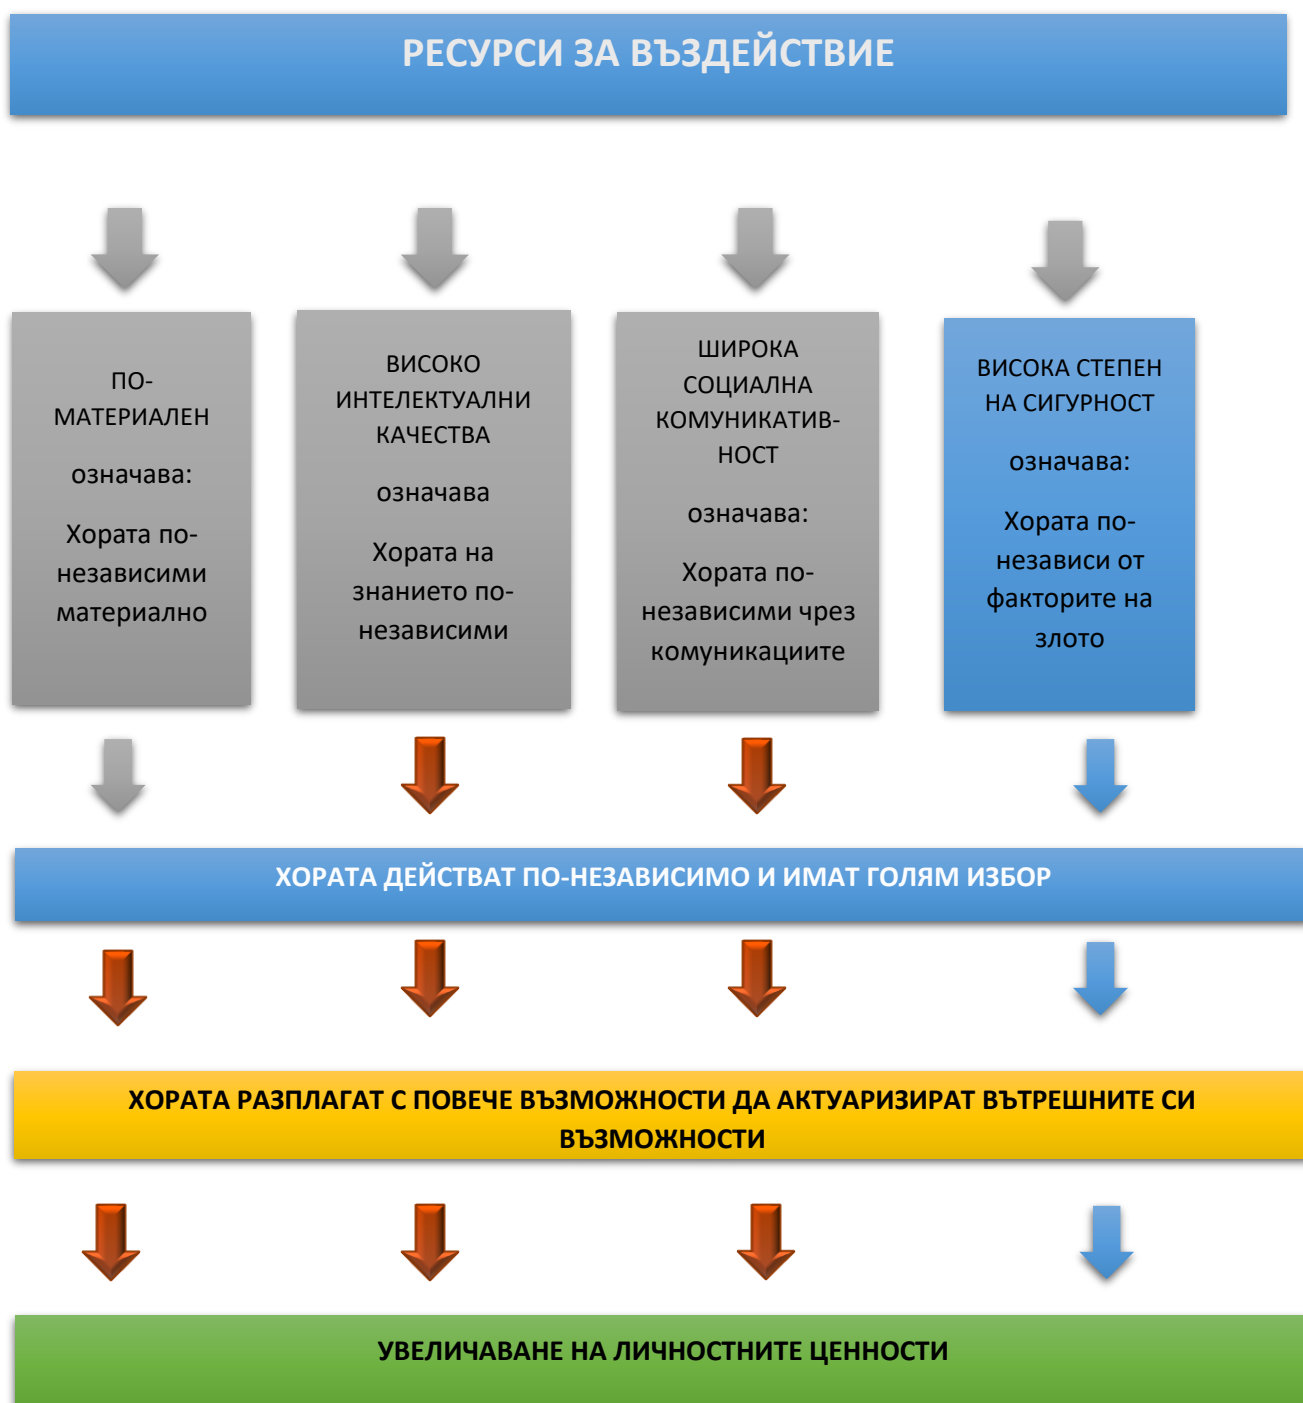 РЕСУРСИ ЗА ВЪЗДЕЙСТВИЕ
ПО-
МАТЕРИАЛЕН
означава:
Хората по-
независими
материално
ВИСОКО
ИНТЕЛЕКТУАЛНИ
КАЧЕСТВА
означава
Хората на
знанието по-
независими
ШИРОКА
СОЦИАЛНА
КОМУНИКАТИВ-
НОСТ
означава:
Хората по-
независими чрез
комуникациите
ВИСОКА СТЕПЕН
НА СИГУРНОСТ
означава:
Хората по-
независи от
факторите на
злото
ХОРАТА ДЕЙСТВАТ ПО-НЕЗАВИСИМО И ИМАТ ГОЛЯМ ИЗБОР
ХОРАТА РАЗПЛАГАТ С ПОВЕЧЕ ВЪЗМОЖНОСТИ ДА АКТУАРИЗИРАТ ВЪТРЕШНИТЕ СИ
ВЪЗМОЖНОСТИ
УВЕЛИЧАВАНЕ НА ЛИЧНОСТНИТЕ ЦЕННОСТИ